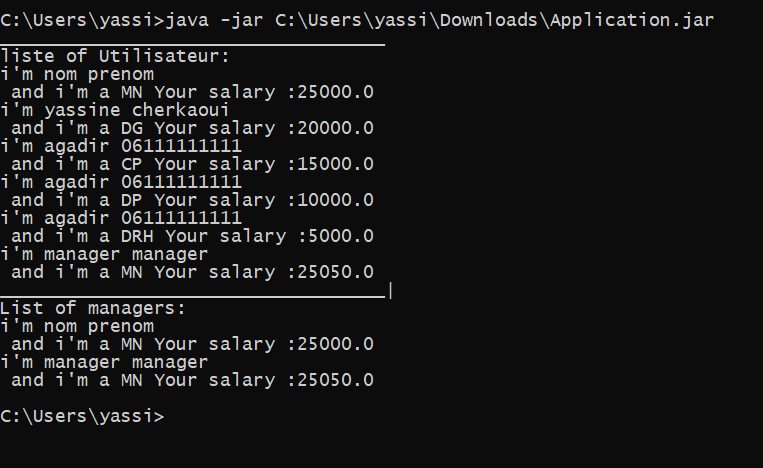 C:\Users\yassi>java -jar C:\Users\yassi\Downloads\Application.jar
___________________________________
liste of Utilisateur:
i'm nom prenom
 and i'm a MN Your salary :25000.0
i'm yassine cherkaoui
 and i'm a DG Your salary :20000.0
i'm agadir 06111111111
 and i'm a CP Your salary :15000.0
i'm agadir 06111111111
 and i'm a DP Your salary :10000.0
i'm agadir 06111111111
 and i'm a DRH Your salary :5000.0
i'm manager manager
 and i'm a MN Your salary :25050.0
___________________________________|
List of managers:
i'm nom prenom
 and i'm a MN Your salary :25000.0
i'm manager manager
 and i'm a MN Your salary :25050.0
C:\Users\yassi>